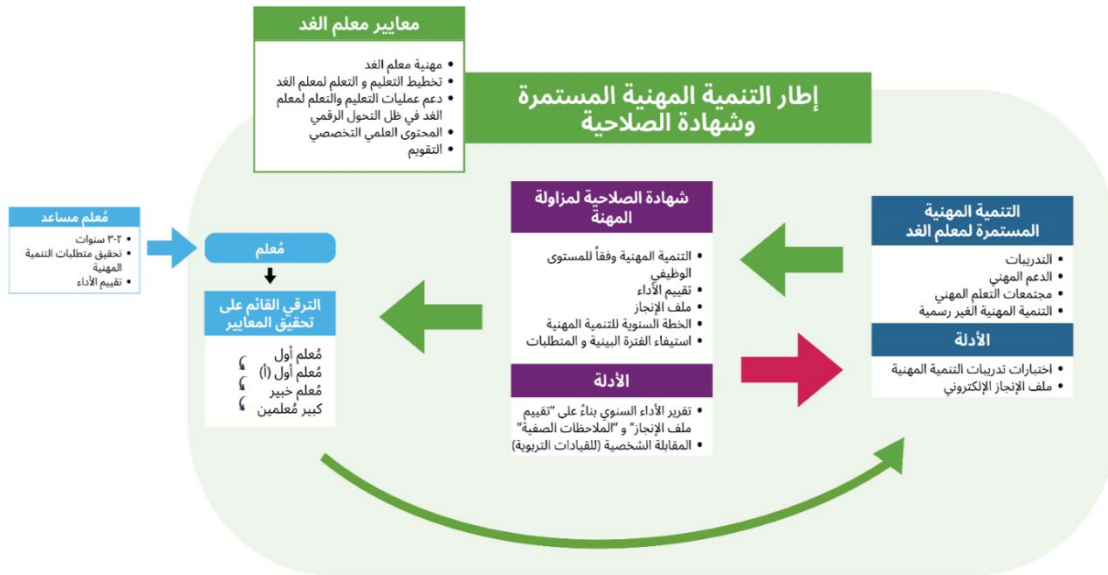 معايير معلم الغد
• مهنية معلم الغد
• تخطيط التعليم و التعلم لمعلم الغد
• دعم عمليات التعليم والتعلم لمعلم
الغد في ظل التحول الرقمي
• المحتوى العلمي التخصصي
• التقويم
إطار التنمية المهنية المستمرة
وشهادة الصلاحية
التنمية المهنية
المستمرة لمعلم الغد
• التدريبات
• الدعم المهني
• مجتمعات التعلم المهني
• التنمية المهنية الغير رسمية
الأدلة
• اختبارات تدريبات التنمية المهنية
• ملف الإنجاز الإلكتروني
شهادة الصلاحية لمزاولة
المهنة
• التنمية المهنية وفقاً للمستوى
الوظيفي
• تقييم الأداء
• ملف الإنجاز
• الخطة السنوية للتنمية المهنية
• استيفاء الفترة البينية و المتطلبات
الأدلة
• تقرير الأداء السنوي بناءً على "تقييم
ملف الإنجاز" و "الملاحظات الصفية"
• المقابلة الشخصية (للقيادات التربوية)
مُعلم
الترقي القائم على
تحقيق المعايير
مُعلم أول
مُعلم أول (أ)
مُعلم خبير
كبير مُعلمين
مُعلم مساعد
• ٢-٣ سنوات
• تحقيق متطلبات التنمية
المهنية
• تقييم الأداء